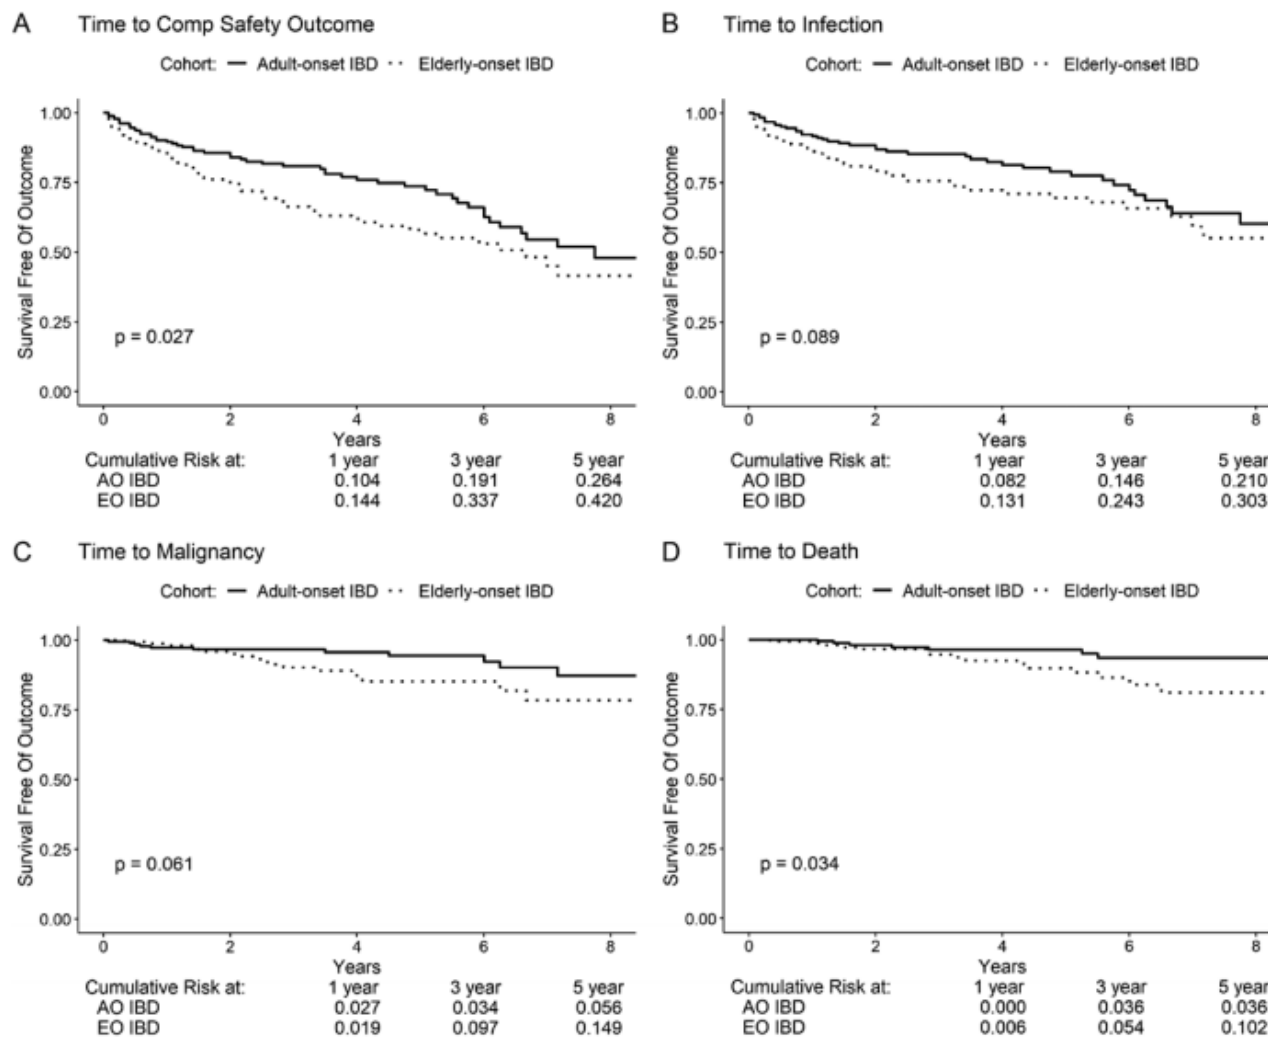 A Time to Comp Safety Outcome
Cohort: Adult-onset IBD Elderly-onset IBD
Survival Free Of Outcome
1.00
0.75
0.50
0.25
0.00
p = 0.027
0 2 4 6 8
Years
Cumulative Risk at: 1 year 3 year 5 year
AO IBD 0.104 0.191 0.264
EO IBD 0.144 0.337 0.420
B Time to Infection
Cohort: Adult-onset IBD Elderly-onset IBD
Survival Free Of Outcome
1.00
0.75
0.50
0.25
0.00
p = 0.089
0 2 4 6 8
Years
Cumulative Risk at: 1 year 3 year 5 year
AO IBD 0.082 0.146 0.210
EO IBD 0.131 0.243 0.303
C Time to Malignancy
Cohort: Adult-onset IBD Elderly-onset IBD
Survival Free Of Outcome
1.00
0.75
0.50
0.25
0.00
p = 0.061
0 2 4 6 8
Years
Cumulative Risk at: 1 year 3 year 5 year
AO IBD 0.027 0.034 0.056
EO IBD 0.019 0.097 0.149
D Time to Death
Cohort: Adult-onset IBD Elderly-onset IBD
Survival Free Of Outcome
1.00
0.75
0.50
0.25
0.00
p = 0.034
0 2 4 6 8
Years
Cumulative Risk at: 1 year 3 year 5 year
AO IBD 0.000 0.036 0.036
EO IBD 0.006 0.054 0.102